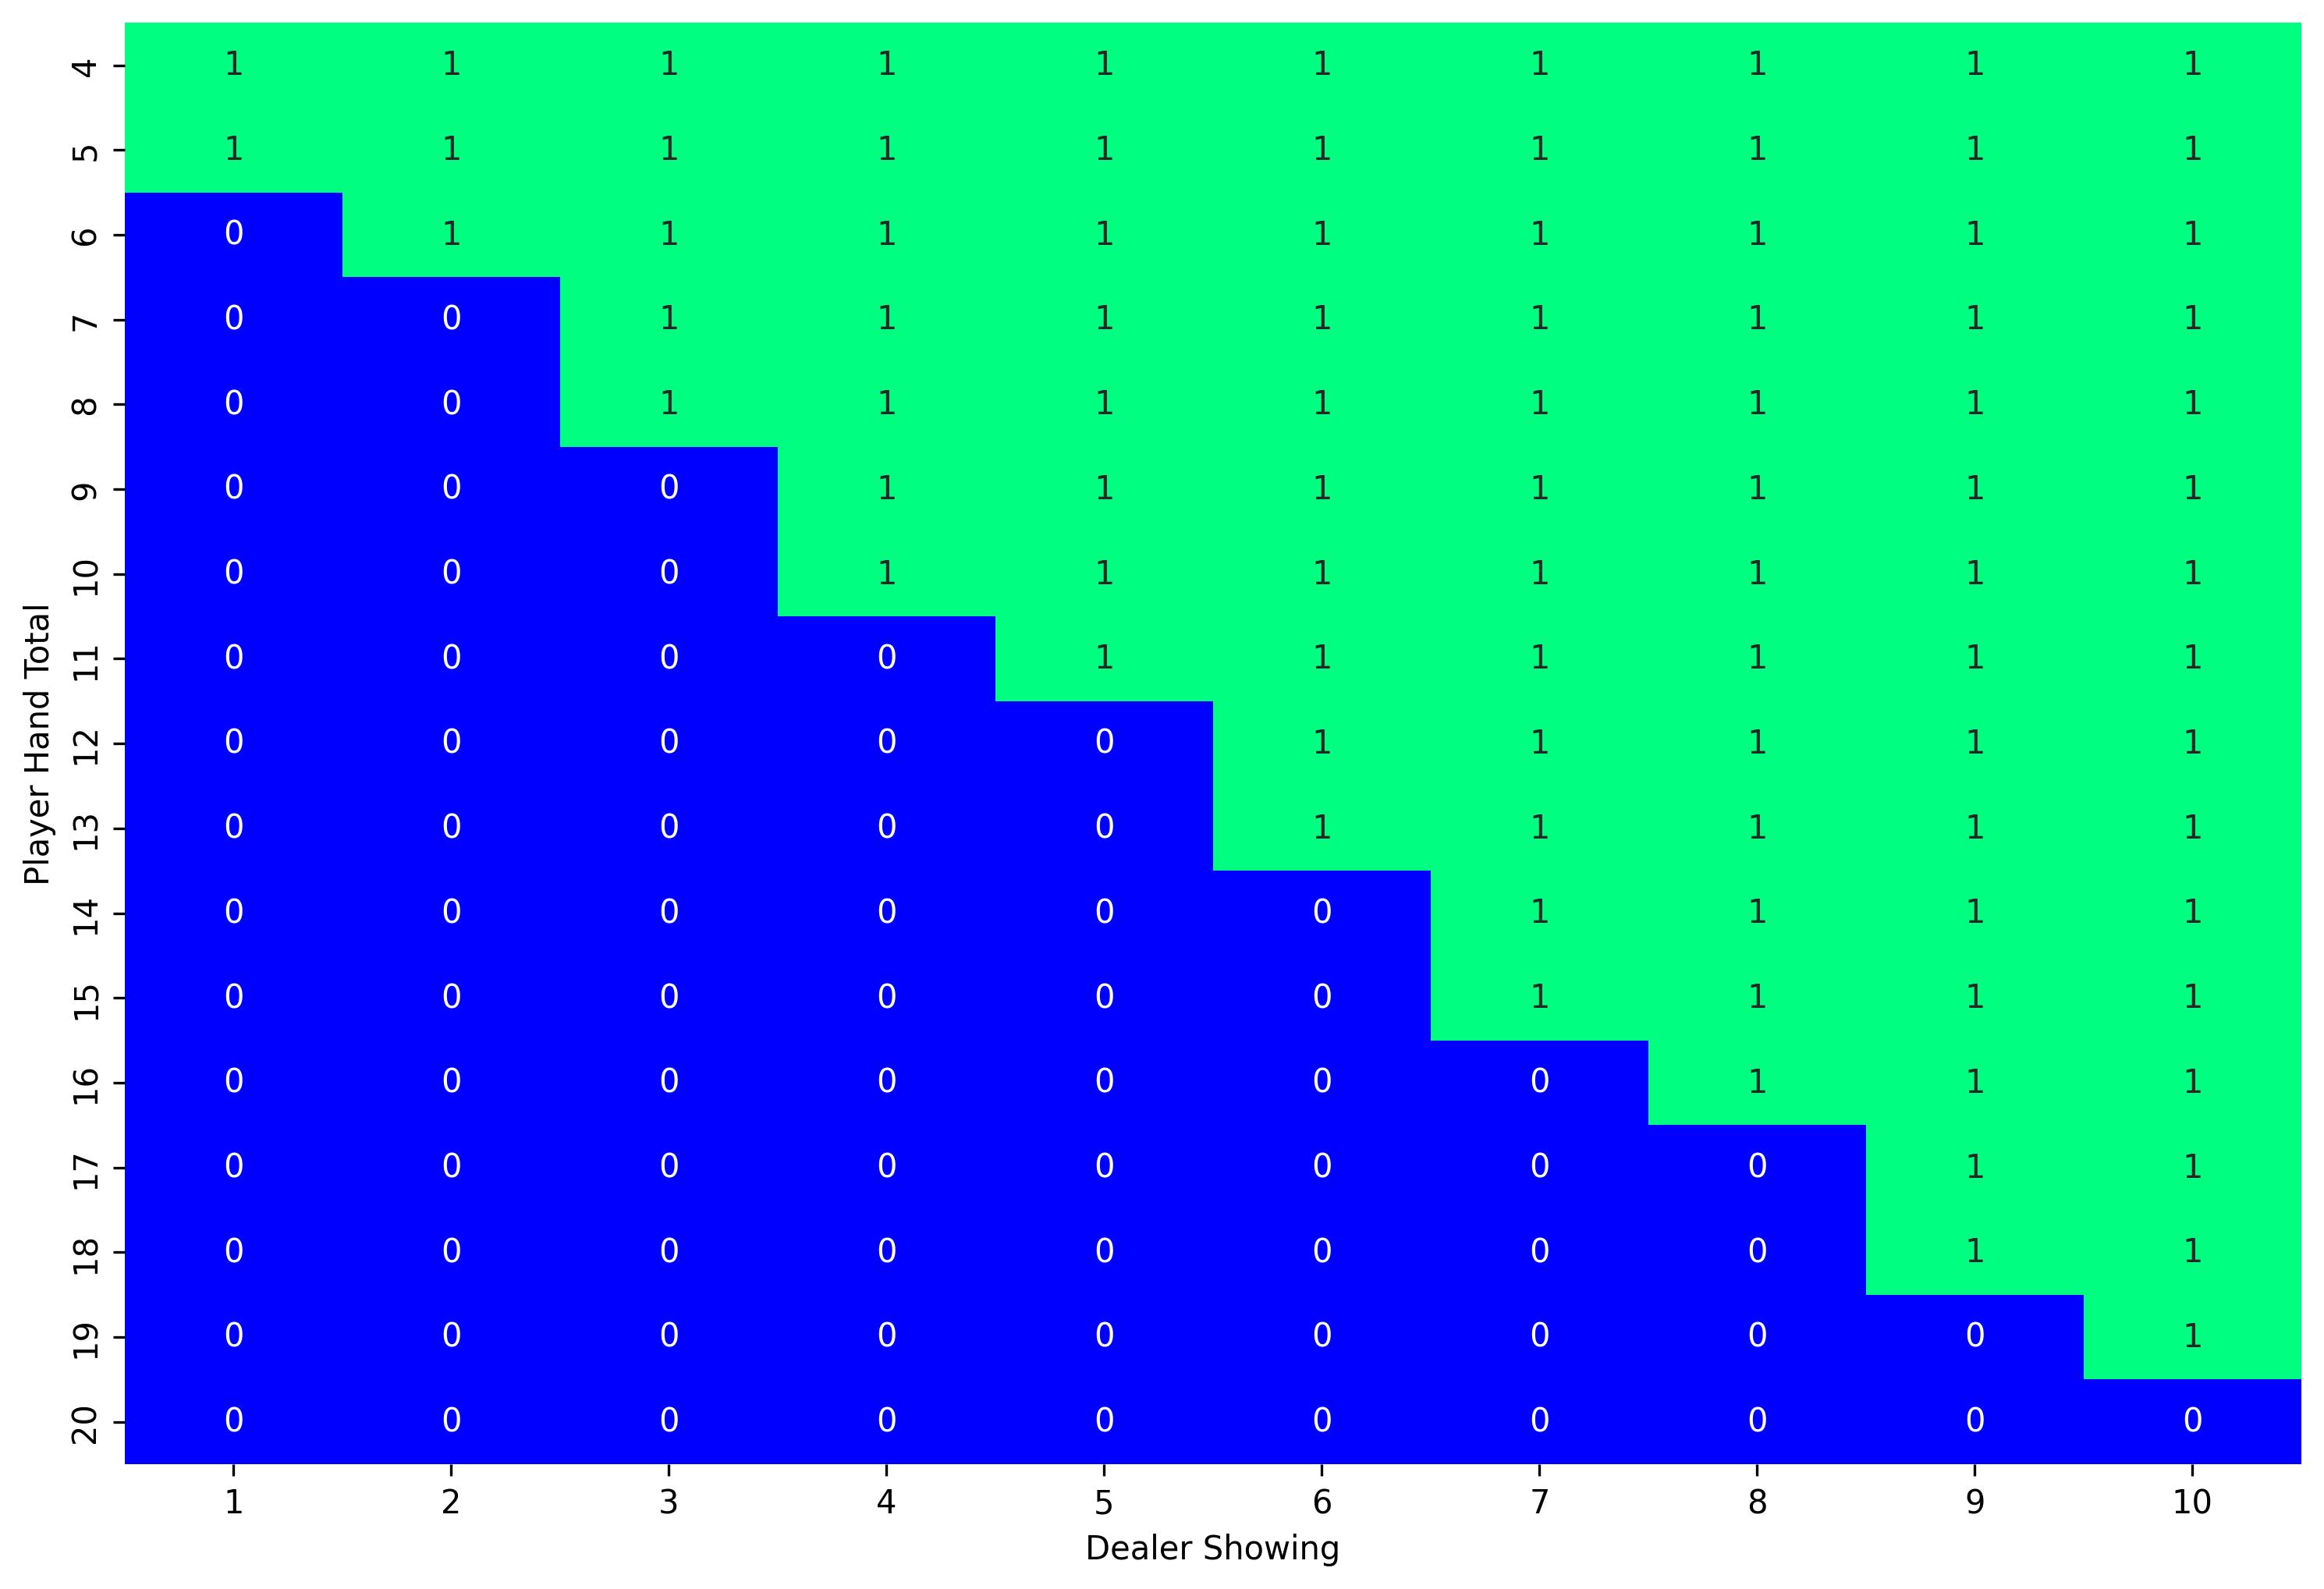 4 1 1 1 1 1 1 1 1 1 1
5 1 1 1 1 1 1 1 1 1 1
6 0 1 1 1 1 1 1 1 1 1
7 0 0 1 1 1 1 1 1 1 1
8 0 0 1 1 1 1 1 1 1 1
9 0 0 0 1 1 1 1 1 1 1
10 0 0 0 1 1 1 1 1 1 1
11 0 0 0 0 1 1 1 1 1 1
12 0 0 0 0 0 1 1 1 1 1
13 0 0 0 0 0 1 1 1 1 1
14 0 0 0 0 0 0 1 1 1 1
15 0 0 0 0 0 0 1 1 1 1
16 0 0 0 0 0 0 0 1 1 1
17 0 0 0 0 0 0 0 0 1 1
18 0 0 0 0 0 0 0 0 1 1
19 0 0 0 0 0 0 0 0 0 1
20 0 0 0 0 0 0 0 0 0 0
1 2 3 4 5 6 7 8 9 10
Dealer Showing
Player Hand Total